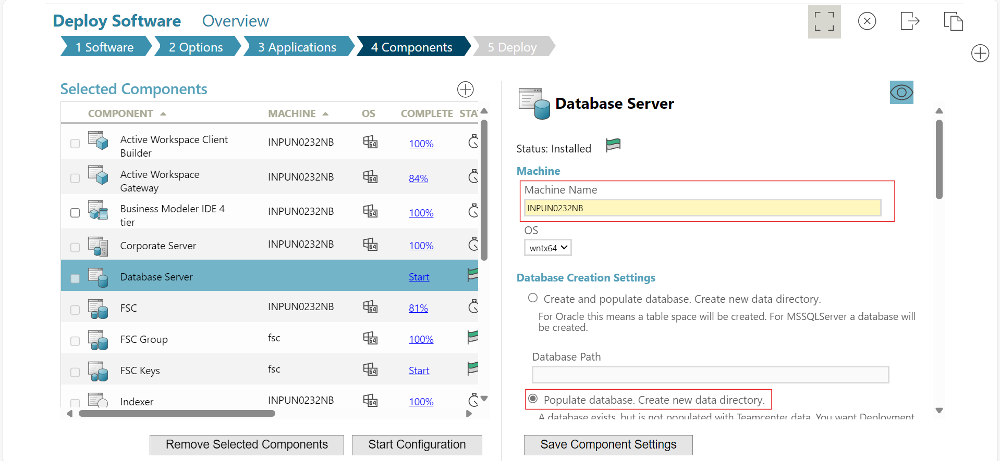 Deploy Software Overview
1 Software 2 Options 3 Applications 4 Components 5 Deploy
Selected Components
COMPONENT MACHINE OS COMPLETE STA
Active Workspace Client
Builder
INPUN0232NB 64 100%
Active Workspace
Gateway
INPUN0232NB 64 84%
Business Modeler IDE 4
tier
INPUN0232NB 64 100%
Corporate Server INPUN0232NB 64 100%
Database Server Start
FSC INPUN0232NB 64 81%
FSC Group fsc 64 100%
FSC Keys fsc 64 Start
Indexer INPUN0232NB 64 100%
Remove Selected Components Start Configuration
Database Server
Status: Installed
Machine
Machine Name
INPUN0232NB
OS
wntx64
Database Creation Settings
Create and populate database. Create new data directory.
For Oracle this means a table space will be created. For MSSQLServer a database will
be created.
Database Path
Populate database. Create new data directory.
A database exists, but is not populated with Teamcenter data. You want Deployment
Save Component Settings